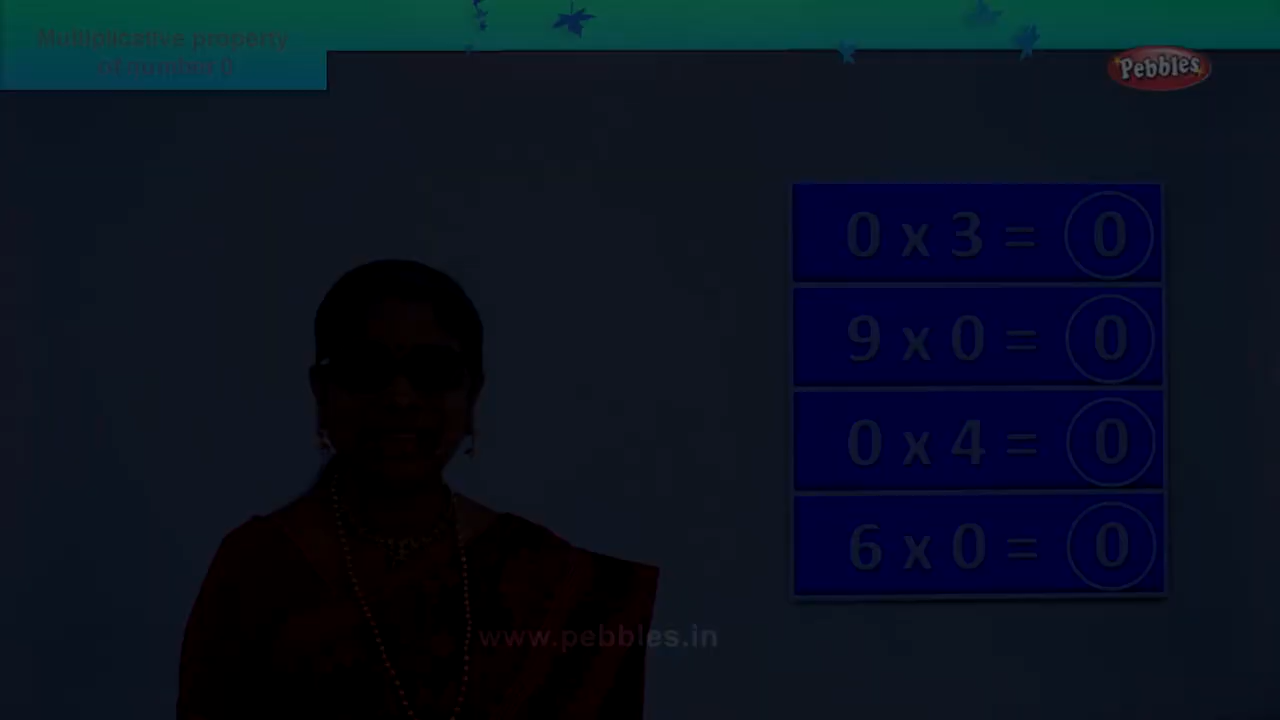 Multiplicative property
of number 0
Pebbles
0 x 3 = 0
9 x 0 = 0
0 x 4 = 0
6 x 0 = 0
www.pebbles.in